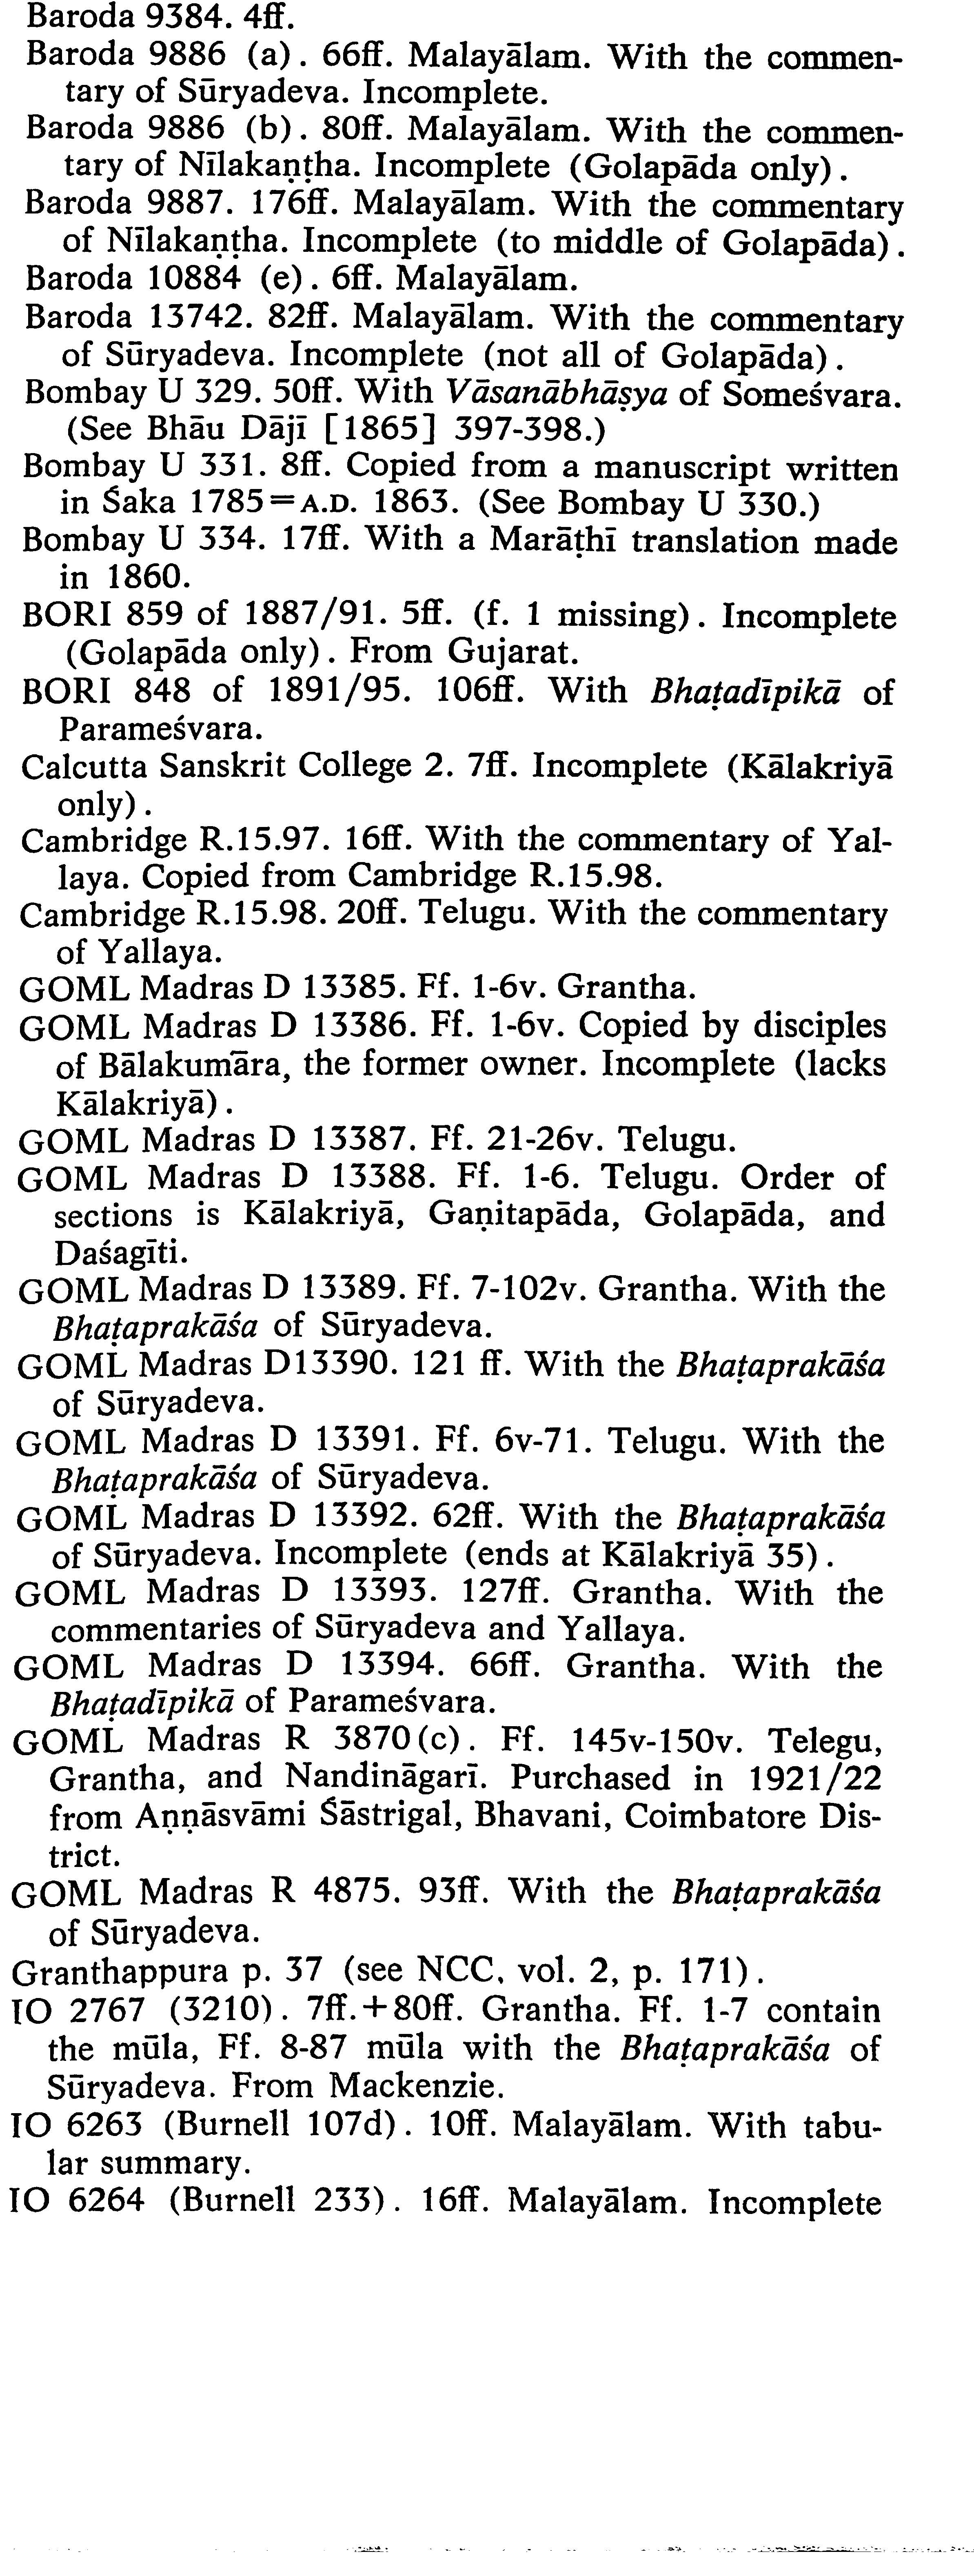 Baroda 9384. 4ff.
Baroda 9886 (a). 66ff. Malayālam. With the commen-
tary of Sūryadeva. Incomplete.
Baroda 9886 (b). 80ff. Malayālam. With the commen-
tary of Nīlakaṇṭha. Incomplete (Golapāda only).
Baroda 9887. 176ff. Malayālam. With the commentary
of Nīlakaṇṭha. Incomplete (to middle of Golapāda).
Baroda 10884 (e). 6ff. Malayālam.
Baroda 13742. 82ff. Malayālam. With the commentary
of Sūryadeva. Incomplete (not all of Golapāda).
Bombay U 329. 50ff. With Vāsanābhāṣya of Someśvara.
(See Bhāu Dājī [1865] 397-398.)
Bombay U 331. 8ff. Copied from a manuscript written
in Śaka 1785=A.D. 1863. (See Bombay U 330.)
Bombay U 334. 17ff. With a Marāṭhī translation made
in 1860.
BORI 859 of 1887/91. 5ff. (f. 1 missing). Incomplete
(Golapāda only). From Gujarat.
BORI 848 of 1891/95. 106ff. With Bhaṭadīpikā of
Parameśvara.
Calcutta Sanskrit College 2. 7ff. Incomplete (Kālakriyā
only).
Cambridge R.15.97. 16ff. With the commentary of Yal-
laya. Copied from Cambridge R.15.98.
Cambridge R.15.98. 20ff. Telugu. With the commentary
of Yallaya.
GOML Madras D 13385. Ff. 1-6v. Grantha.
GOML Madras D 13386. Ff. 1-6v. Copied by disciples
of Bālakumāra, the former owner. Incomplete (lacks
Kālakriyā).
GOML Madras D 13387. Ff. 21-26v. Telugu.
GOML Madras D 13388. Ff. 1-6. Telugu. Order of
sections is Kālakriyā, Gaṇitapāda, Golapāda, and
Daśagīti.
GOML Madras D 13389. Ff. 7-102v. Grantha. With the
Bhaṭaprakāśa of Sūryadeva.
GOML Madras D13390. 121 ff. With the Bhaṭaprakāśa
of Sūryadeva.
GOML Madras D 13391. Ff. 6v-71. Telugu. With the
Bhaṭaprakāśa of Sūryadeva.
GOML Madras D 13392. 62ff. With the Bhaṭaprakāśa
of Sūryadeva. Incomplete (ends at Kālakriyā 35).
GOML Madras D 13393. 127ff. Grantha. With the
commentaries of Sūryadeva and Yallaya.
GOML Madras D 13394. 66ff. Grantha. With the
Bhaṭadīpikā of Parameśvara.
GOML Madras R 3870(c). Ff. 145v-150v. Telegu,
Grantha, and Nandināgarī. Purchased in 1921/22
from Aṇṇāsvāmi Śāstrigal, Bhavani, Coimbatore Dis-
trict.
GOML Madras R 4875. 93ff. With the Bhaṭaprakāśa
of Sūryadeva.
Granthappura p. 37 (see NCC, vol. 2, p. 171).
IO 2767 (3210). 7ff.+80ff. Grantha. Ff. 1-7 contain
the mūla, Ff. 8-87 mūla with the Bhaṭaprakāśa of
Sūryadeva. From Mackenzie.
IO 6263 (Burnell 107d). 10ff. Malayālam. With tabu-
lar summary.
IO 6264 (Burnell 233). 16ff. Malayālam. Incomplete